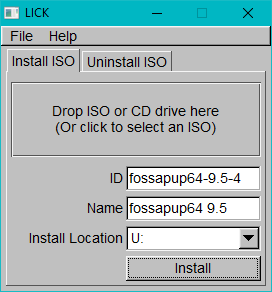 LICK
File Help
Install ISO Uninstall ISO
Drop ISO or CD drive here
(Or click to select an ISO)
ID fossapup64-9.5-4
Name fossapup64 9.5
Install Location U:
Install